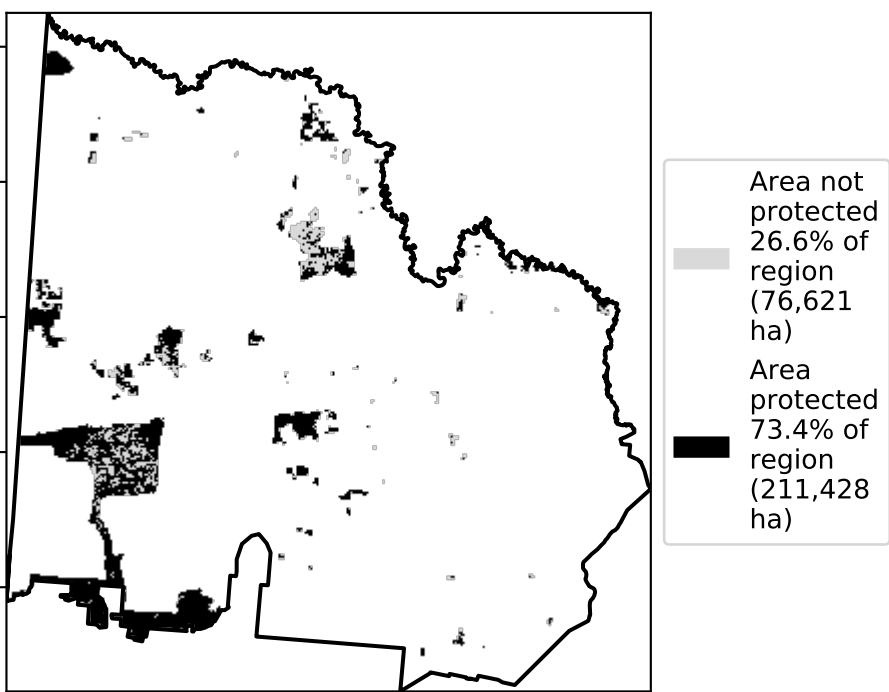 Area not
protected
26.6% of
region
(76,621
ha)
Area
protected
73.4% of
region
(211,428
ha)